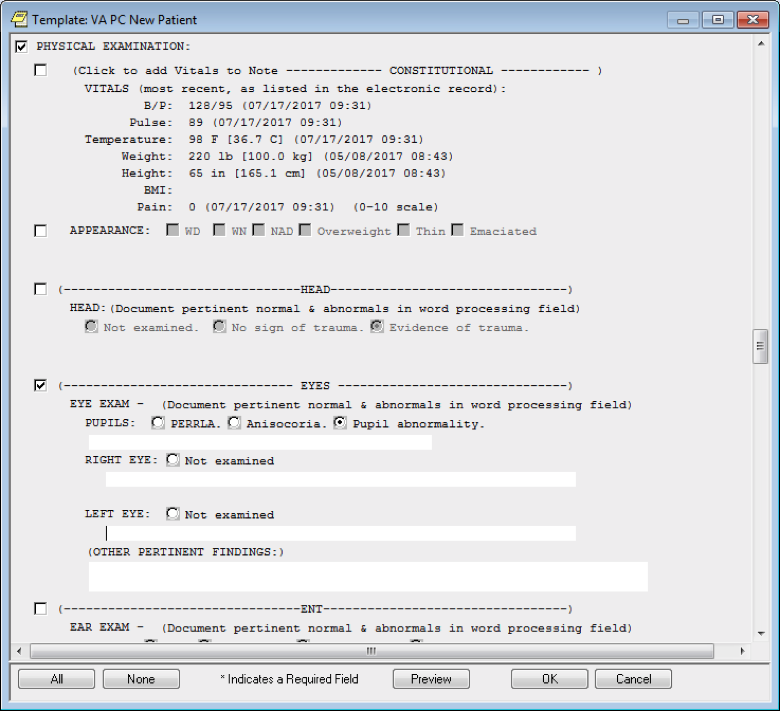 Template: VA PC New Patient
PHYSICAL EXAMINATION:
(Click to add Vitals to Note ------------- CONSTITUTIONAL ------------ )
VITALS (most recent, as listed in the electronic record):
B/P: 128/95 (07/17/2017 09:31)
Pulse: 89 (07/17/2017 09:31)
Temperature: 98 F [36.7 C] (07/17/2017 09:31)
Weight: 220 lb [100.0 kg] (05/08/2017 08:43)
Height: 65 in [165.1 cm] (05/08/2017 08:43)
BMI:
Pain: 0 (07/17/2017 09:31) (0-10 scale)
APPEARANCE: WD WN NAD Overweight Thin Emaciated
(--------------------------------HEAD--------------------------------)
HEAD:(Document pertinent normal & abnormals in word processing field)
Not examined. No sign of trauma. Evidence of trauma.
(------------------------------- EYES -------------------------------)
EYE EXAM - (Document pertinent normal & abnormals in word processing field)
PUPILS: PERRLA. Anisocoria. Pupil abnormality.
RIGHT EYE: Not examined
LEFT EYE: Not examined
(OTHER PERTINENT FINDINGS:)
(--------------------------------ENT---------------------------------)
EAR EXAM - (Document pertinent normal & abnormals in word processing field)
All None * Indicates a Required Field Preview OK Cancel